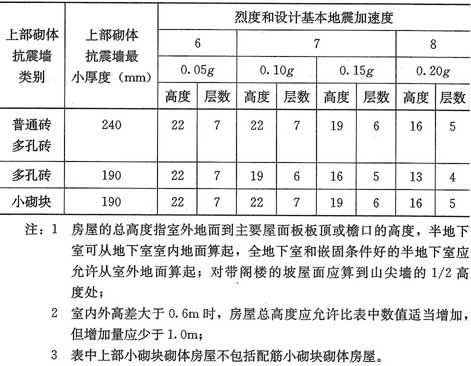 上部砌体抗震墙类别 上部砌体抗震墙最小厚度（mm） 烈度和设计基本地震加速度
6 7 8
0.05g 0.10g 0.15g 0.20g
高度 层数 高度 层数 高度 层数 高度 层数
普通砖多孔砖 240 22 7 22 7 19 6 16 5
多孔砖 190 22 7 19 6 16 5 13 4
小砌块 190 22 7 22 7 19 6 16 5
注：1 房屋的总高度指室外地面到主要屋面板板顶或檐口的高度，半地下
室可从地下室室内地面算起，全地下室和嵌固条件好的半地下室应
允许从室外地面算起；对带阁楼的坡屋面应算到山尖墙的 1/2 高
度处；
2 室内外高差大于 0.6m 时，房屋总高度应允许比表中数值适当增加，
但增加量应少于 1.0m；
3 表中上部小砌块砌体房屋不包括配筋小砌块砌体房屋。